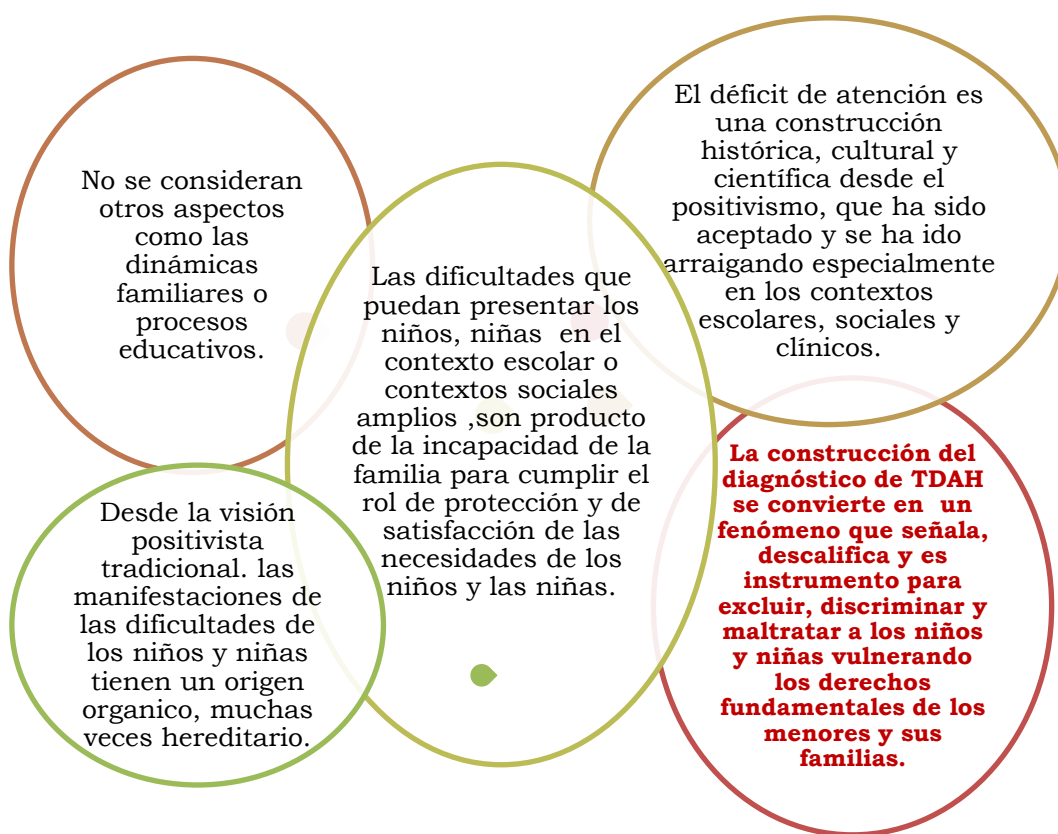 No se consideran
otros aspectos
como las
dinámicas
familiares o
procesos
educativos.
Desde la visión
positivista
tradicional. las
manifestaciones de
las dificultades de
los niños y niñas
tienen un origen
organico, muchas
veces hereditario.
Las dificultades que
puedan presentar los
niños, niñas en el
contexto escolar o
contextos sociales
amplios ,son producto
de la incapacidad de la
familia para cumplir el
rol de protección y de
satisfacción de las
necesidades de los
niños y las niñas.
El déficit de atención es
una construcción
histórica, cultural y
científica desde el
positivismo, que ha sido
aceptado y se ha ido
arraigando especialmente
en los contextos
escolares, sociales y
clínicos.
La construcción del
diagnóstico de TDAH
se convierte en un
fenómeno que señala,
descalifica y es
instrumento para
excluir, discriminar y
maltratar a los niños
y niñas vulnerando
los derechos
fundamentales de los
menores y sus
familias.